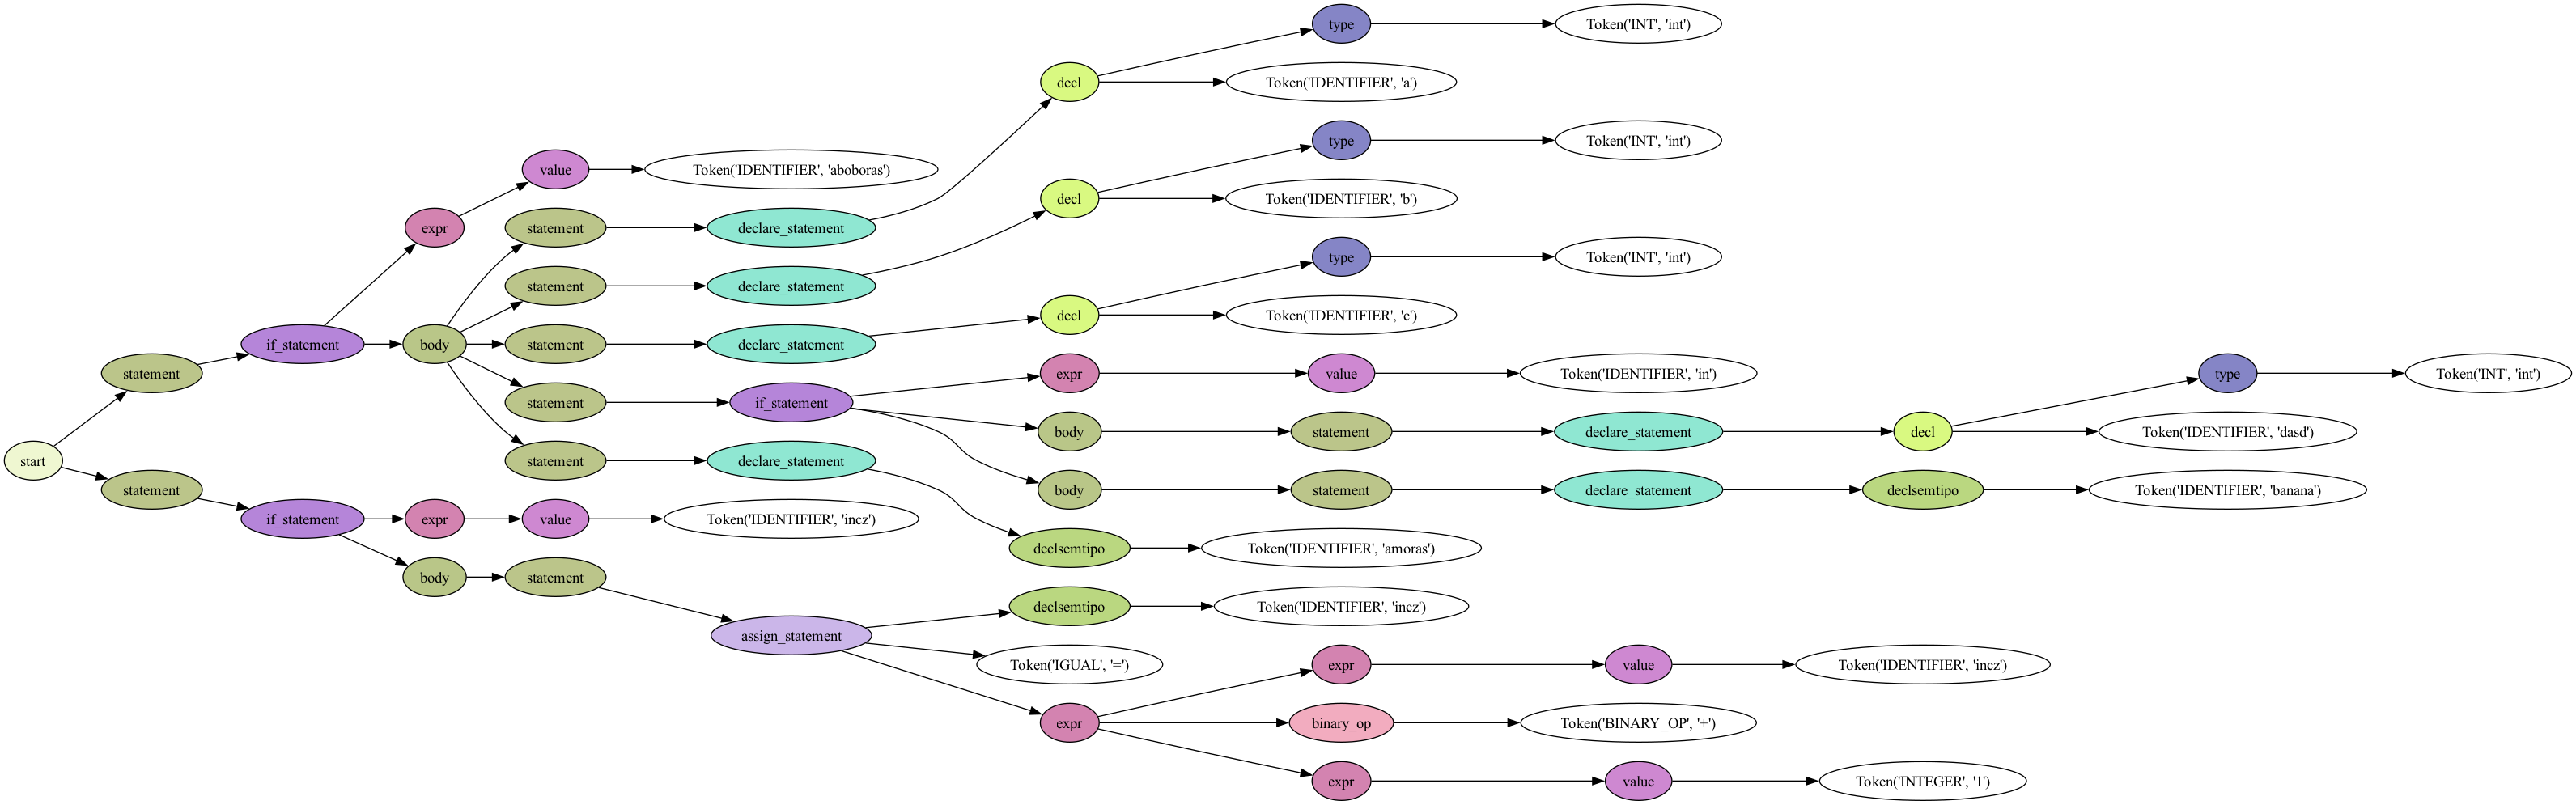 type
Token('INT', 'int')
decl
Token('IDENTIFIER', 'a')
type
Token('INT', 'int')
value
Token('IDENTIFIER', 'aboboras')
decl
Token('IDENTIFIER', 'b')
expr
statement
declare_statement
type
Token('INT', 'int')
statement
declare_statement
decl
Token('IDENTIFIER', 'c')
if_statement
body
statement
declare_statement
statement
expr
value
Token('IDENTIFIER', 'in')
type
Token('INT', 'int')
statement
if_statement
body
statement
declare_statement
decl
Token('IDENTIFIER', 'dasd')
start
statement
declare_statement
statement
body
statement
declare_statement
declsemtipo
Token('IDENTIFIER', 'banana')
if_statement
expr
value
Token('IDENTIFIER', 'incz')
declsemtipo
Token('IDENTIFIER', 'amoras')
body
statement
declsemtipo
Token('IDENTIFIER', 'incz')
assign_statement
Token('IGUAL', '=')
expr
value
Token('IDENTIFIER', 'incz')
expr
binary_op
Token('BINARY_OP', '+')
expr
value
Token('INTEGER', '1')